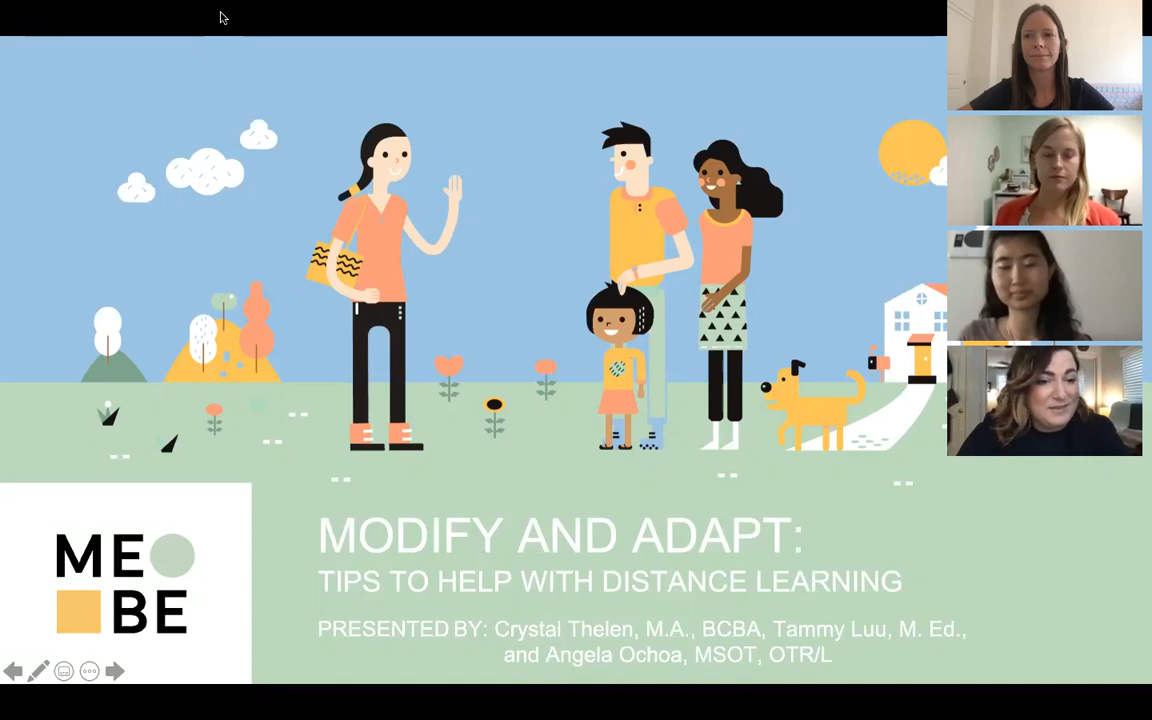 MODIFY AND ADAPT:
TIPS TO HELP WITH DISTANCE LEARNING
PRESENTED BY: Crystal Thelen, M.A., BCBA, Tammy Luu, M. Ed.,
and Angela Ochoa, MSOT, OTR/L
ME
BE